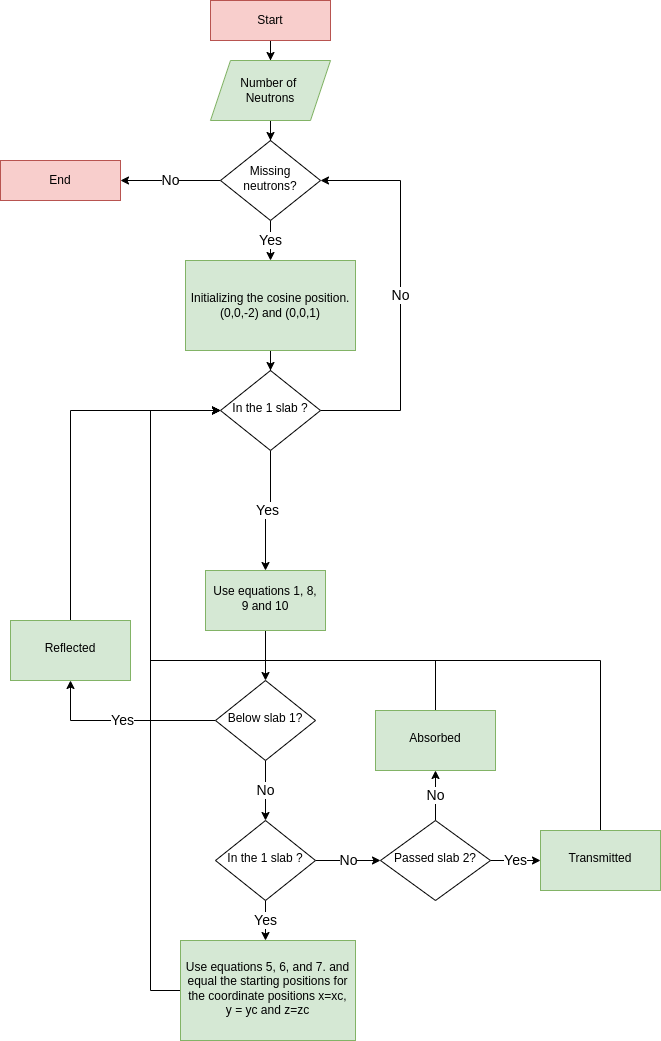 Start
Number of
Neutrons
Missing
neutrons?
End
No
Yes
Initializing the cosine position.
(0,0,-2) and (0,0,1)
No
In the 1 slab ?
Yes
Use equations 1, 8,
9 and 10
Reflected
Below slab 1?
Yes
Absorbed
No
No
In the 1 slab ?
No
Passed slab 2?
Yes
Transmitted
Yes
Use equations 5, 6, and 7. and
equal the starting positions for
the coordinate positions x=xc,
y = yc and z=zc